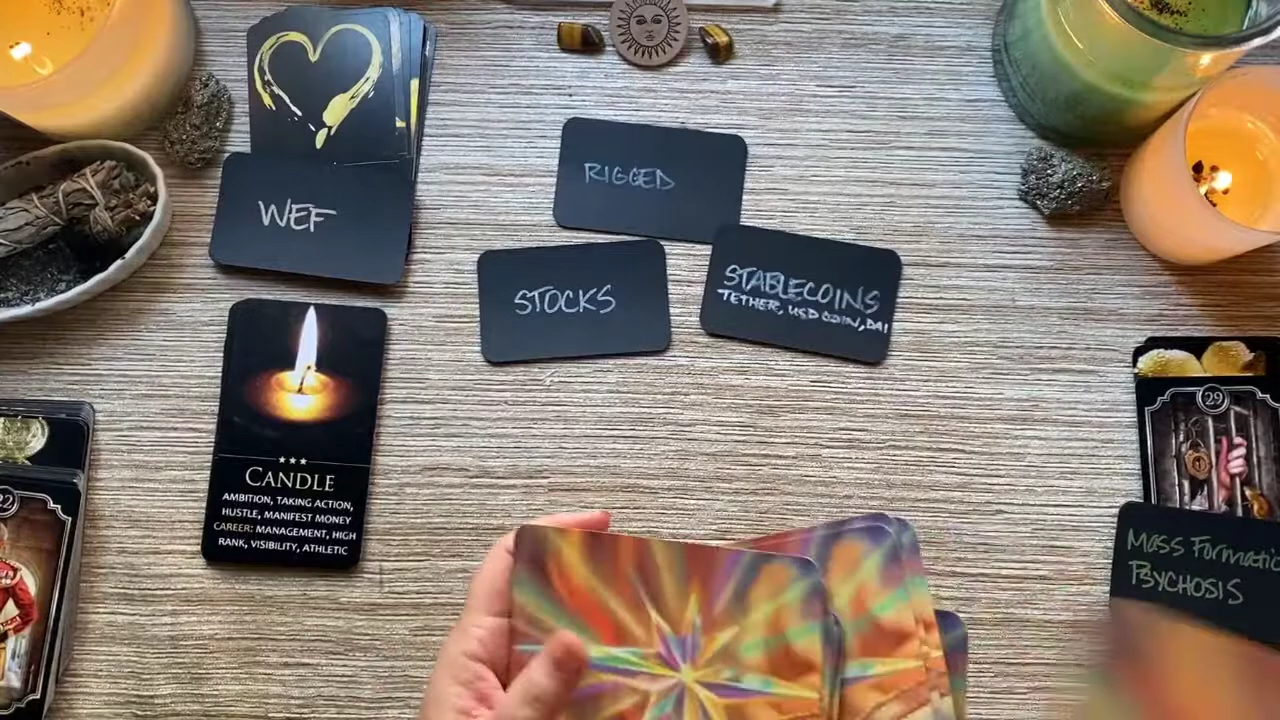 WEF
RIGGED
STOCKS
STABLECOINS
TETHER, USD COIN, DAI
CANDLE
AMBITION, TAKING ACTION,
HUSTLE, MANIFEST MONEY
CAREER: MANAGEMENT, HIGH
RANK, VISIBILITY, ATHLETIC
22
29
Mass Formatio
PSYCHOSIS